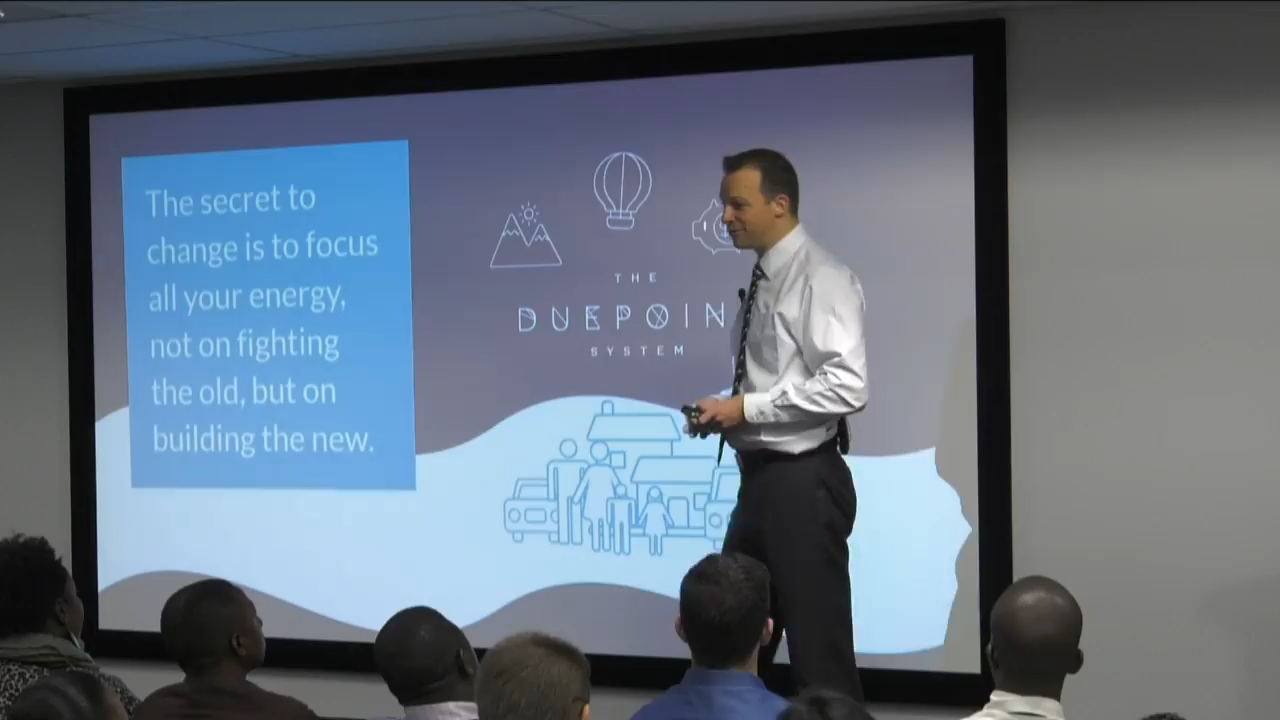 The secret to
change is to focus
all your energy,
not on fighting
the old, but on
building the new.
THE
DUEPOIN
SYSTEM